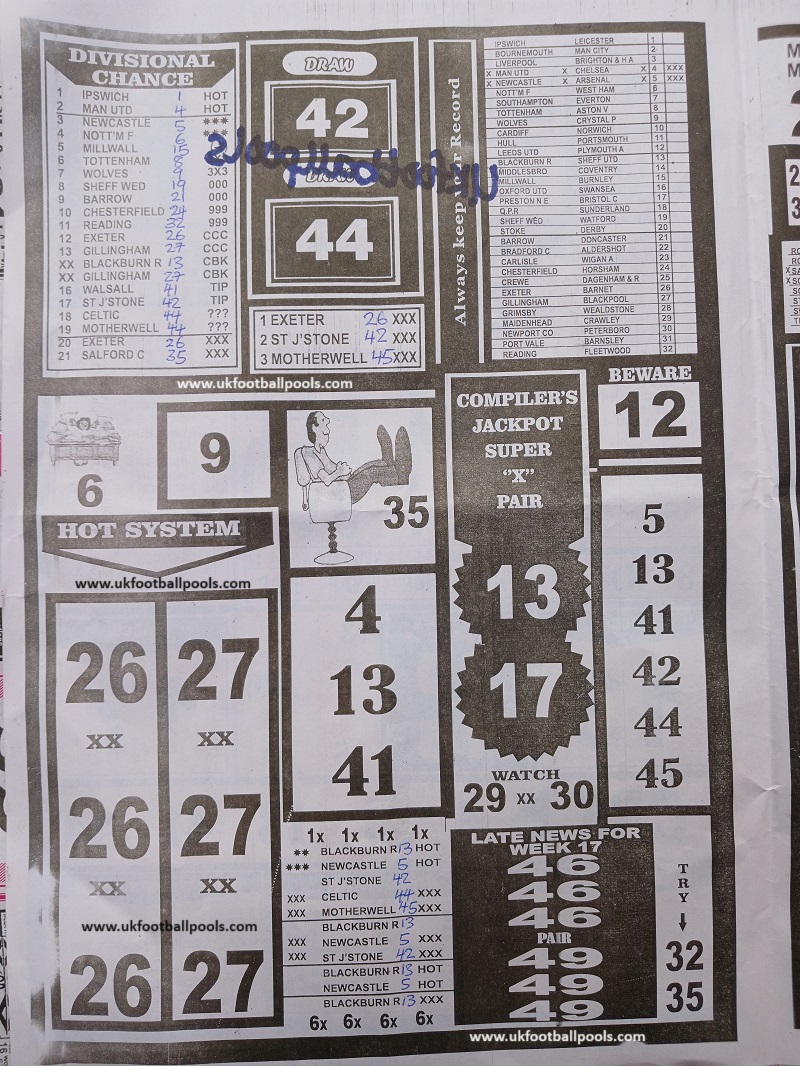 DIVISIONAL
CHANCE
1 IPSWICH 1 HOT
2 MAN UTD 4 HOT
3 NEWCASTLE 5 ***
4 NOTT'M F 6 ***
5 MILLWALL 15
6 TOTTENHAM 8
7 WOLVES 9 3X3
8 SHEFF WED 19 000
9 BARROW 21 000
10 CHESTERFIELD 24 999
11 READING 32 999
12 EXETER 26 CCC
13 GILLINGHAM 27 CCC
XX BLACKBURN R 13 CBK
XX GILLINGHAM 27 CBK
16 WALSALL 41 TIP
17 ST J'STONE 42 TIP
18 CELTIC 44 ???
19 MOTHERWELL 44 ???
20 EXETER 26 XXX
21 SALFORD C 35 XXX
DRAW
42
DRAW
44
1 EXETER 26 XXX
2 ST J'STONE 42 XXX
3 MOTHERWELL 45 XXX
Always keep for Record
IPSWICH LEICESTER 1
BOURNEMOUTH MAN CITY 2
LIVERPOOL BRIGHTON & H A 3
X MAN UTD X CHELSEA X 4 XXX
X NEWCASTLE X ARSENAL X 5 XXX
NOTT'M F WEST HAM 6
SOUTHAMPTON EVERTON 7
TOTTENHAM ASTON V 8
WOLVES CRYSTAL P 9
CARDIFF NORWICH 10
HULL PORTSMOUTH 11
LEEDS UTD PLYMOUTH A 12
BLACKBURN R SHEFF UTD 13
MIDDLESBRO COVENTRY 14
MILLWALL BURNLEY 15
OXFORD UTD SWANSEA 16
PRESTON N E BRISTOL C 17
Q.P.R SUNDERLAND 18
SHEFF WED WATFORD 19
STOKE DERBY 20
BARROW DONCASTER 21
BRADFORD C ALDERSHOT 22
CARLISLE WIGAN A 23
CHESTERFIELD HORSHAM 24
CREWE DAGENHAM & R 25
EXETER BARNET 26
GILLINGHAM BLACKPOOL 27
GRIMSBY WEALDSTONE 28
MAIDENHEAD CRAWLEY 29
NEWPORT CO PETERBORO 30
PORT VALE BARNSLEY 31
READING FLEETWOOD 32
www.ukfootballpools.com
6
9
35
COMPILER'S
JACKPOT
SUPER
"X"
PAIR
13
17
WATCH
29 XX 30
BEWARE
12
5
13
41
42
44
45
HOT SYSTEM
www.ukfootballpools.com
26 27
XX XX
26 27
XX XX
www.ukfootballpools.com
26 27
4
13
41
1x 1x 1x 1x
** BLACKBURN R 13 HOT
*** NEWCASTLE 5 HOT
ST J'STONE 42
XXX CELTIC 44 XXX
XXX MOTHERWELL 45 XXX
BLACKBURN R 13
XXX NEWCASTLE 5 XXX
XXX ST J'STONE 42 XXX
BLACKBURN R 13 HOT
NEWCASTLE 5 HOT
BLACKBURN R 13 XXX
6x 6x 6x 6x
LATE NEWS FOR
WEEK 17
46
46
46
PAIR
49
49
49
TRY
32
35
www.ukfootballpools.com